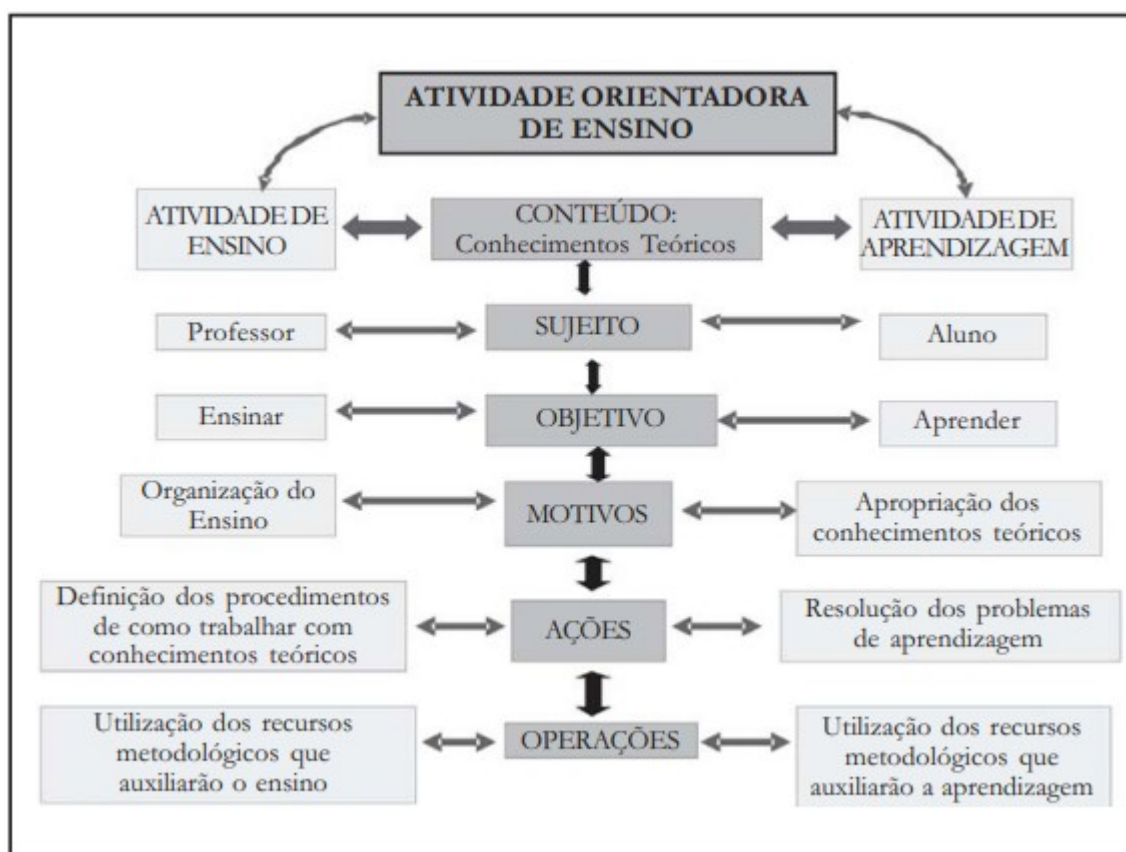 ATIVIDADE ORIENTADORA
DE ENSINO
ATIVIDADE DE
ENSINO
CONTEÚDO:
Conhecimentos Teóricos
ATIVIDADE DE
APRENDIZAGEM
Professor
SUJEITO
Aluno
Ensinar
OBJETIVO
Aprender
Organização do
Ensino
MOTIVOS
Apropriação dos
conhecimentos teóricos
Definição dos procedimentos
de como trabalhar com
conhecimentos teóricos
AÇÕES
Resolução dos problemas
de aprendizagem
Utilização dos recursos
metodológicos que
auxiliarão o ensino
OPERAÇÕES
Utilização dos recursos
metodológicos que
auxiliarão a aprendizagem